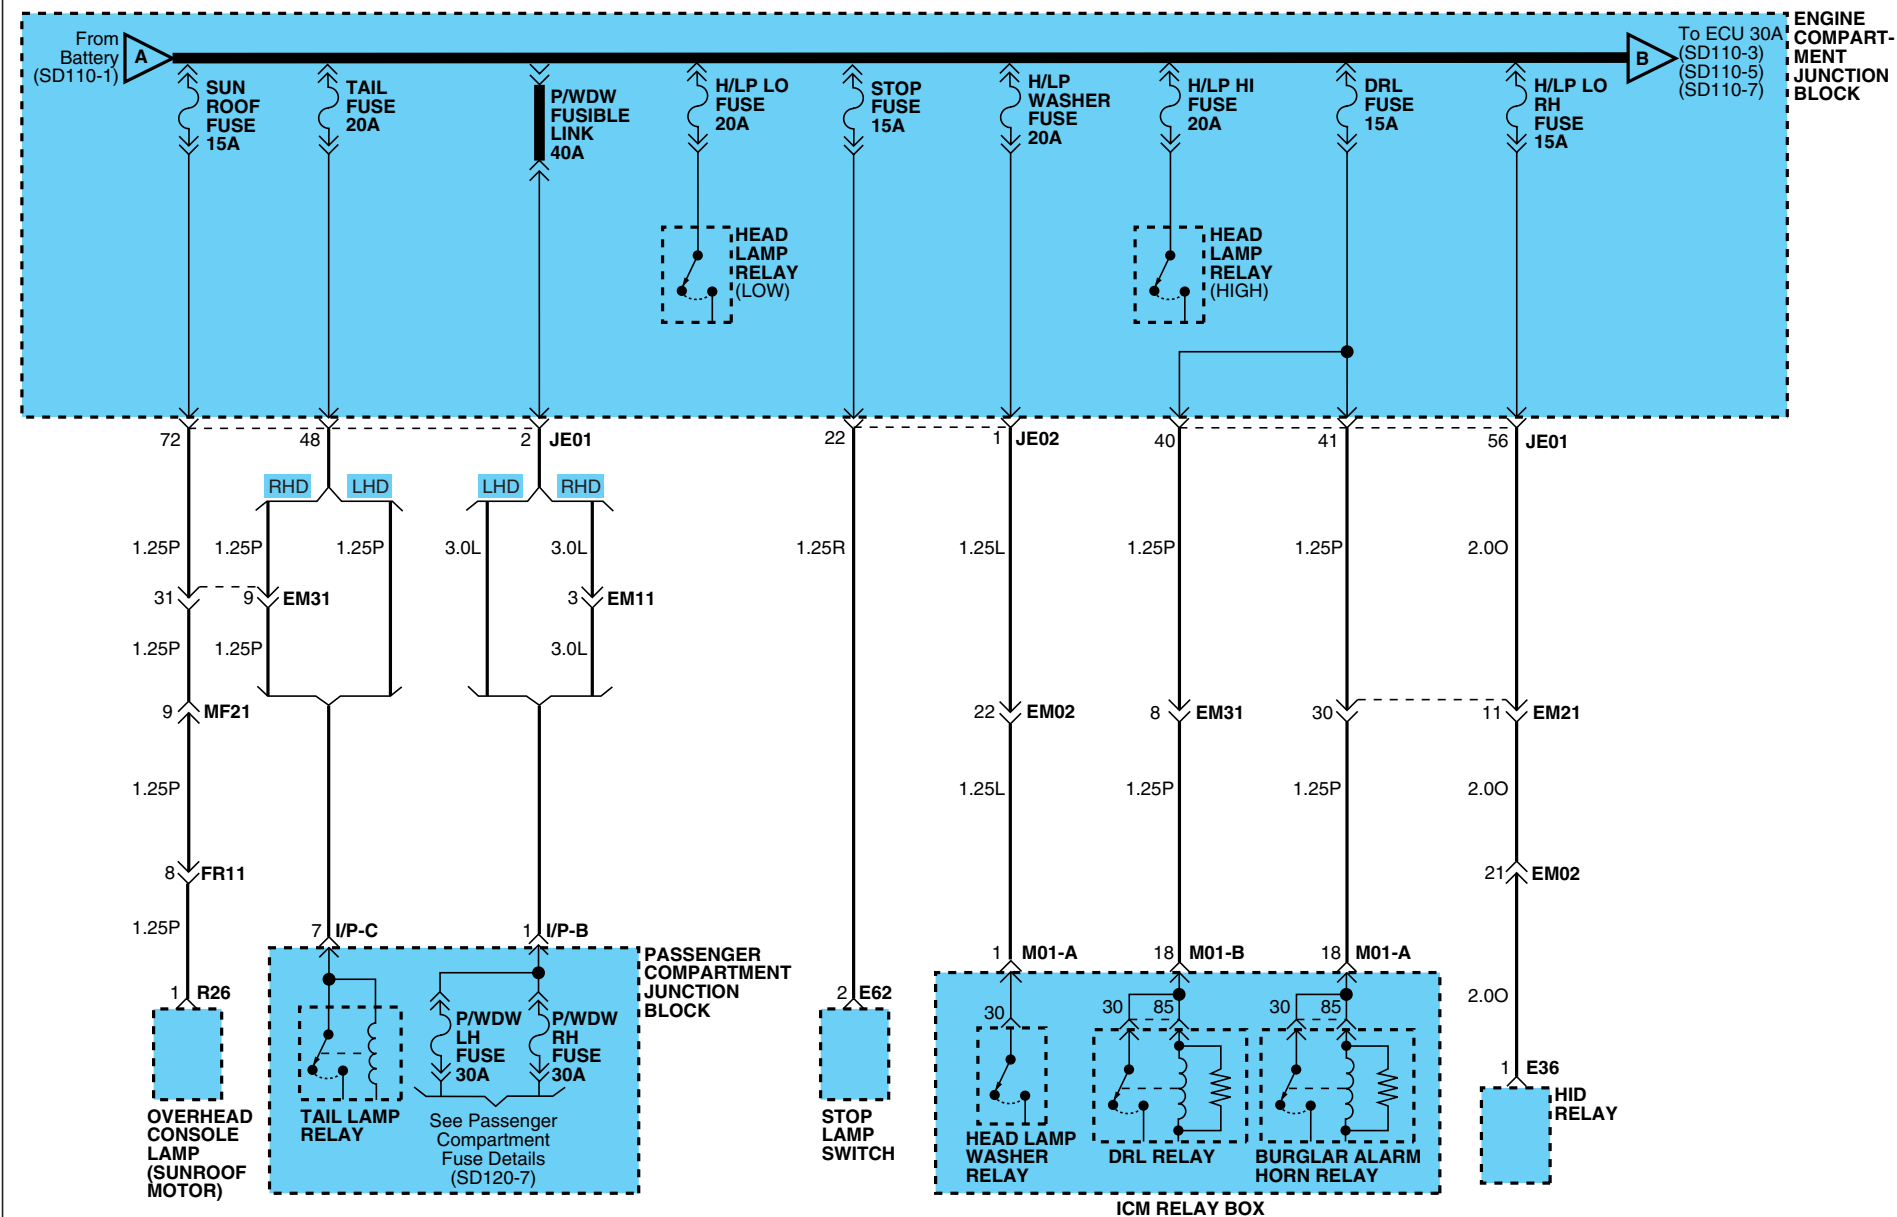 From
Battery
(SD110-1)
A
B
To ECU 30A
(SD110-3)
(SD110-5)
(SD110-7)
ENGINE
COMPART-
MENT
JUNCTION
BLOCK
SUN
ROOF
FUSE
15A
TAIL
FUSE
20A
P/WDW
FUSIBLE
LINK
40A
H/LP LO
FUSE
20A
STOP
FUSE
15A
H/LP
WASHER
FUSE
20A
H/LP HI
FUSE
20A
DRL
FUSE
15A
H/LP LO
RH
FUSE
15A
HEAD
LAMP
RELAY
(LOW)
HEAD
LAMP
RELAY
(HIGH)
72
48
2 JE01
22
1 JE02
40
41
56 JE01
RHD
LHD
LHD
RHD
1.25P
1.25P
1.25P
3.0L
3.0L
1.25R
1.25L
1.25P
1.25P
2.0O
31
9 EM31
3 EM11
1.25P
1.25P
3.0L
9 MF21
22 EM02
8 EM31
30
11 EM21
1.25P
1.25L
1.25P
1.25P
2.0O
8 FR11
21 EM02
1.25P
7 I/P-C
1 I/P-B
PASSENGER
COMPARTMENT
JUNCTION
BLOCK
1 M01-A
18 M01-B
18 M01-A
1 R26
2 E62
2.0O
30
30
85
30
85
P/WDW
LH
FUSE
30A
P/WDW
RH
FUSE
30A
1 E36
HID
RELAY
OVERHEAD
CONSOLE
LAMP
(SUNROOF
MOTOR)
TAIL LAMP
RELAY
See Passenger
Compartment
Fuse Details
(SD120-7)
STOP
LAMP
SWITCH
HEAD LAMP
WASHER
RELAY
DRL RELAY
BURGLAR ALARM
HORN RELAY
ICM RELAY BOX